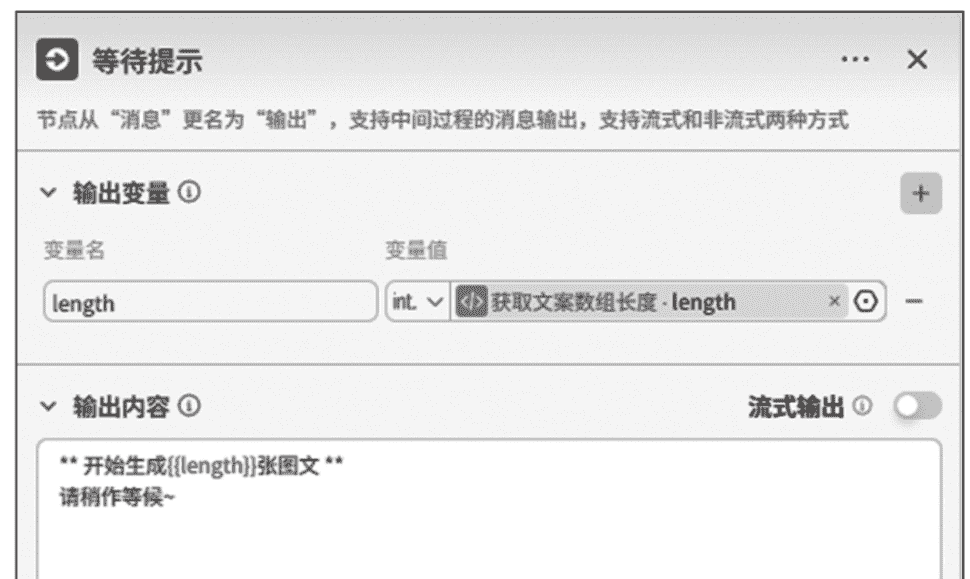 等待提示
节点从“消息”更名为“输出”，支持中间过程的消息输出，支持流式和非流式两种方式
输出变量
变量名 变量值
length int. 获取文案数组长度 · length
输出内容 流式输出
** 开始生成{{length}}张图文 **
请稍作等候~